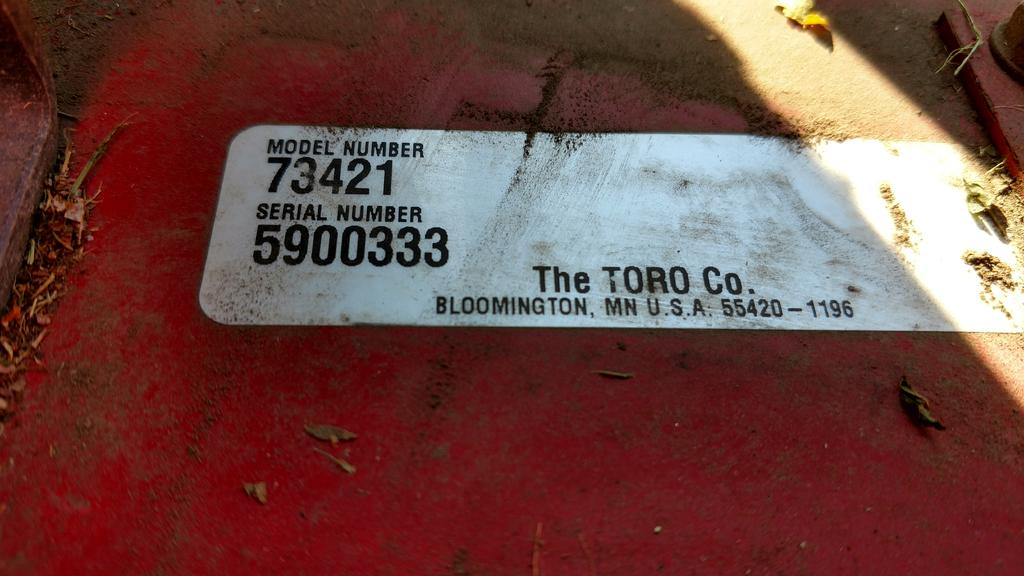 MODEL NUMBER
73421
SERIAL NUMBER
5900333
The TORO Co.
BLOOMINGTON, MN U.S.A. 55420-1196